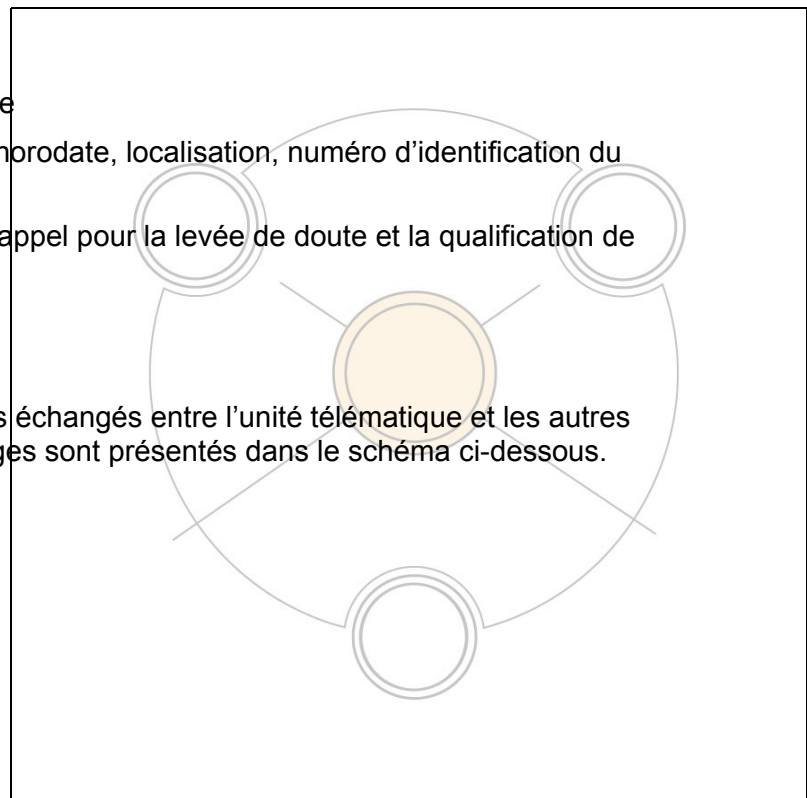 e
horodate, localisation, numéro d’identification du
appel pour la levée de doute et la qualification de
s échangés entre l’unité télématique et les autres
ges sont présentés dans le schéma ci-dessous.